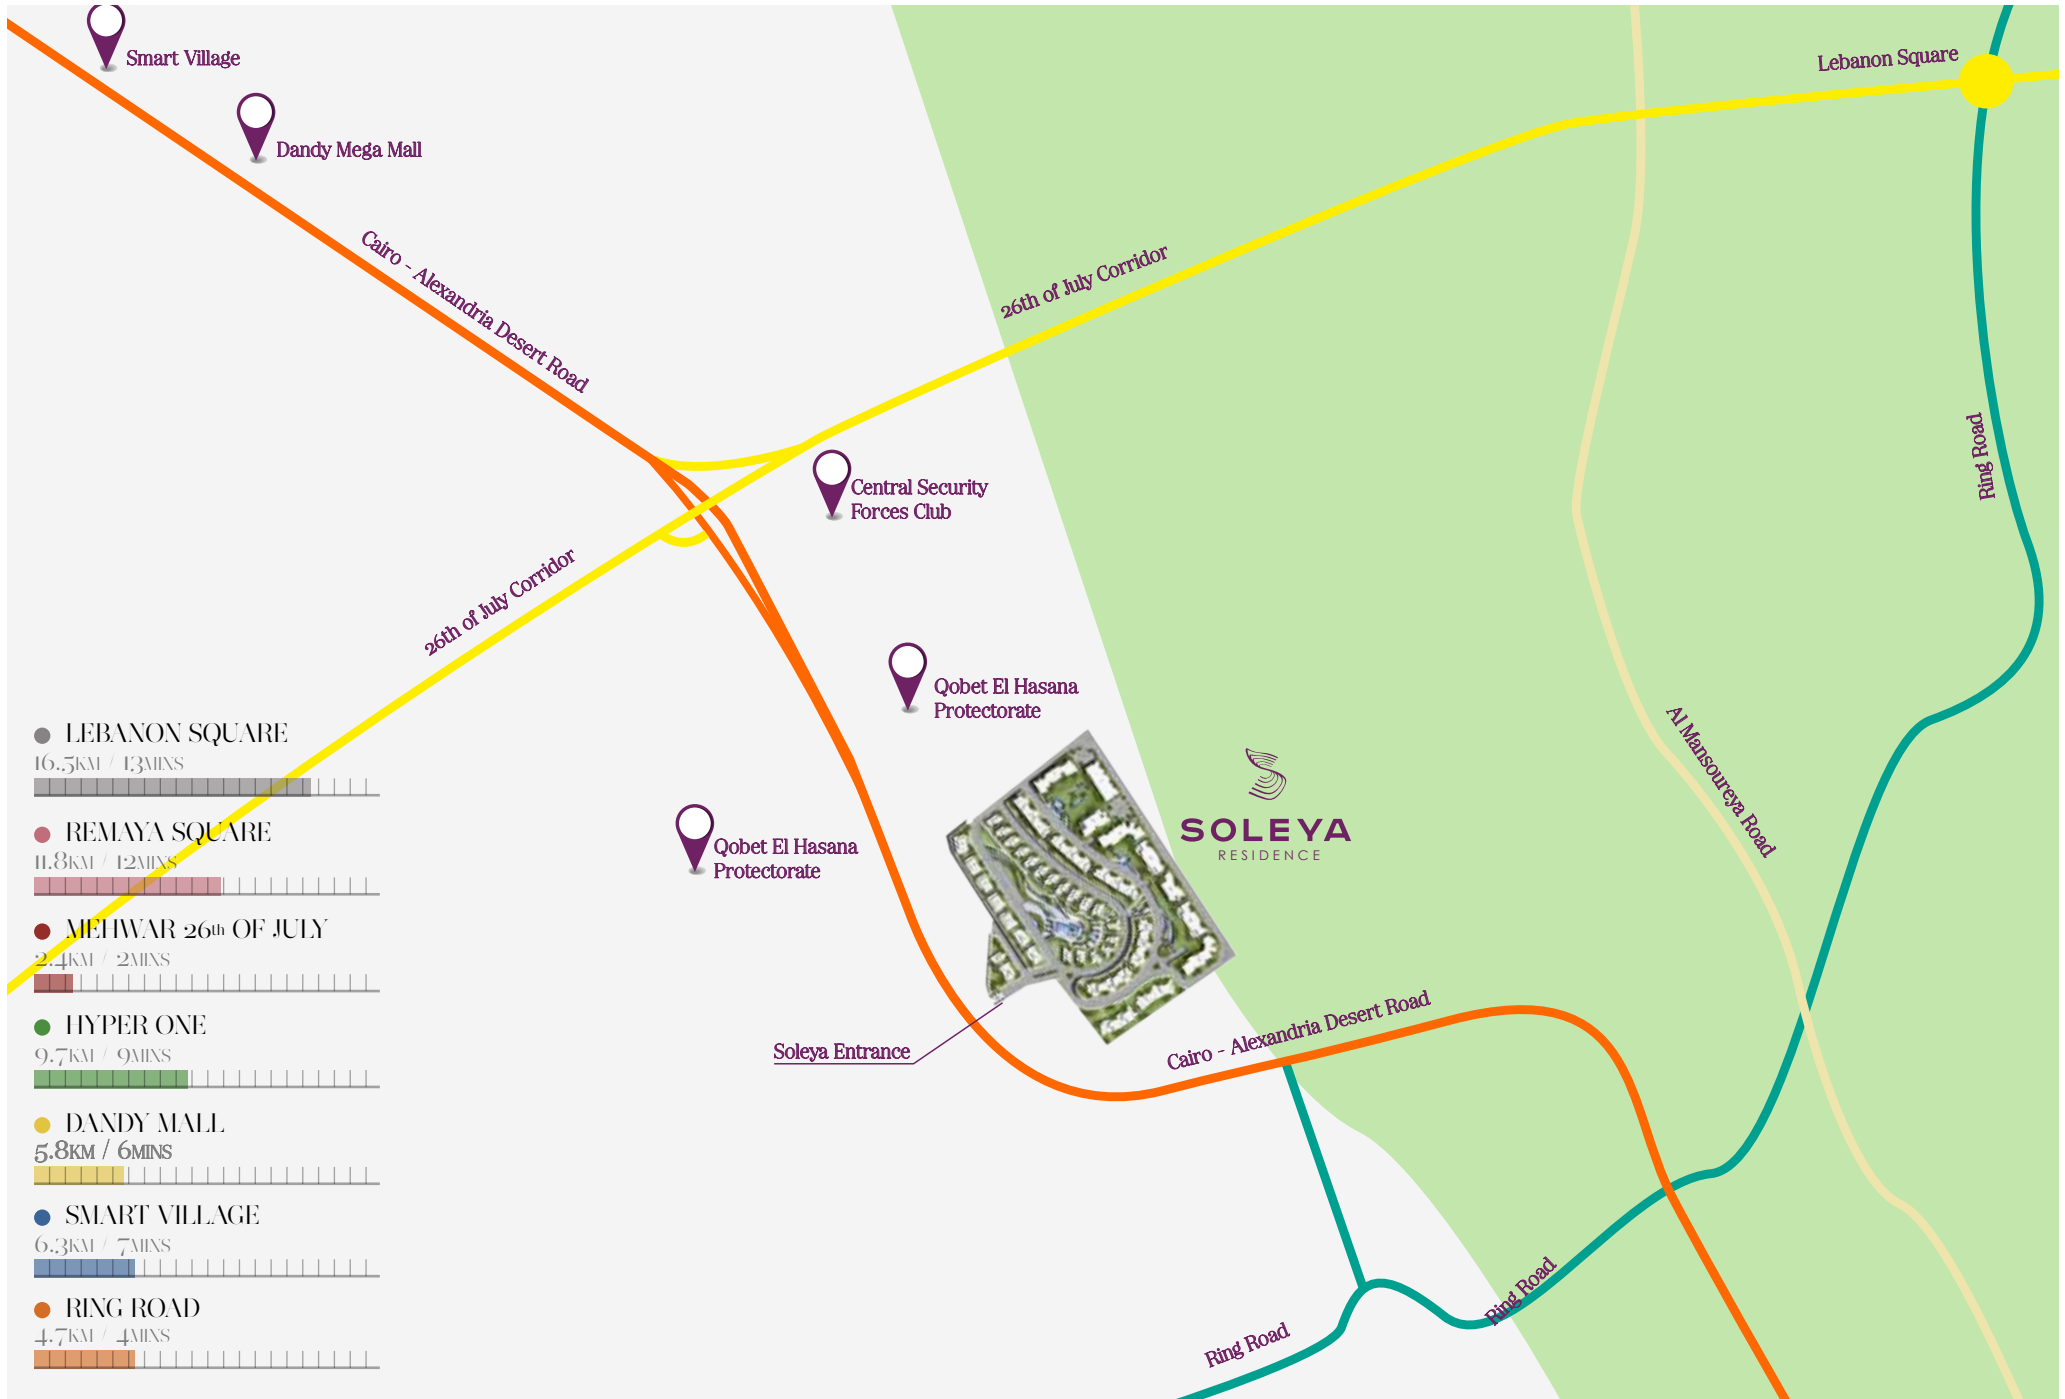 Smart Village
Dandy Mega Mall
Lebanon Square
Cairo - Alexandria Desert Road
26th of July Corridor
Ring Road
Central Security
Forces Club
26th of July Corridor
Qobet El Hasana
Protectorate
Al Mansoureya Road
SOLEYA
RESIDENCE
Qobet El Hasana
Protectorate
Cairo - Alexandria Desert Road
Soleya Entrance
Ring Road
Ring Road
LEBANON SQUARE
16.5KM / 13MINS
REMAYA SQUARE
11.8KM / 12MINS
MEHWAR 26th OF JULY
2.4KM / 2MINS
HYPER ONE
9.7KM / 9MINS
DANDY MALL
5.8KM / 6MINS
SMART VILLAGE
6.3KM / 7MINS
RING ROAD
4.7KM / 4MINS